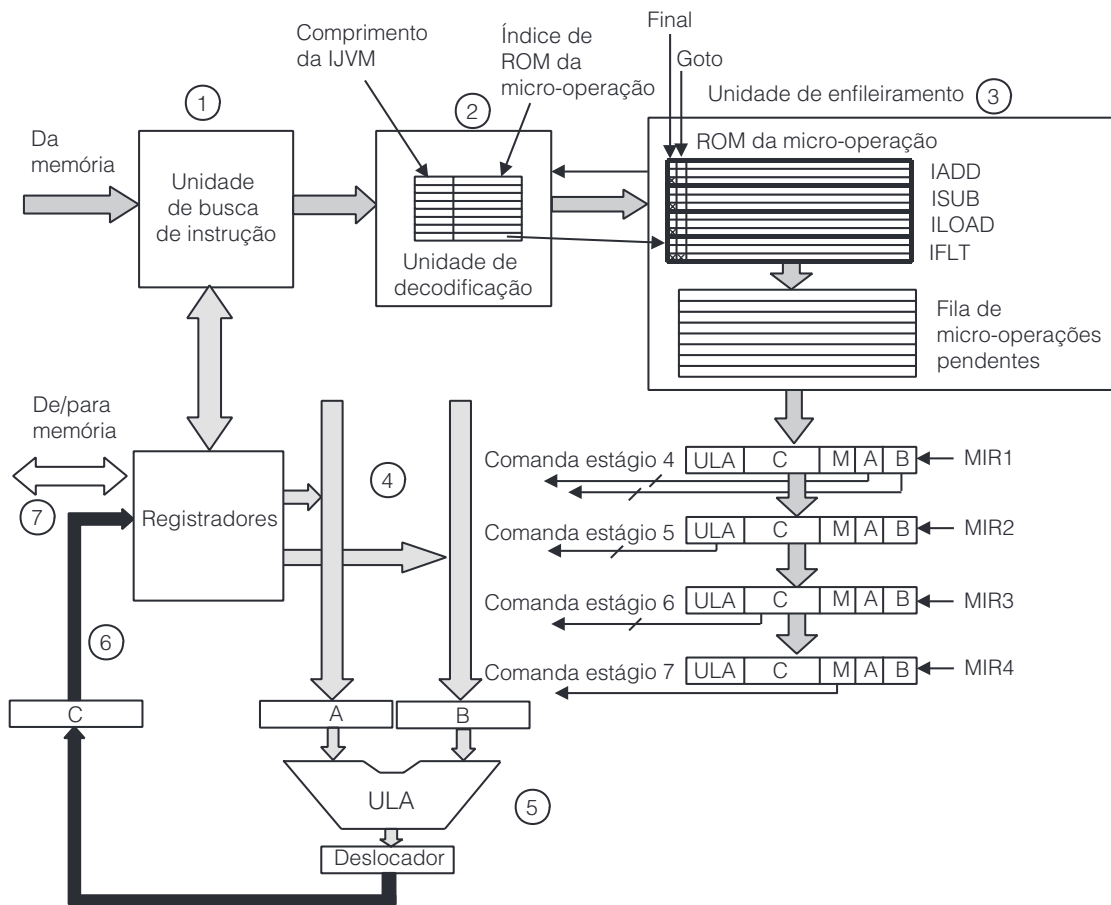 Final
Comprimento
da IJVM
Índice de
ROM da
micro-operação
Goto
1
2
Unidade de enfileiramento 3
Da
memória
Unidade
de busca
de instrução
Unidade de
decodificação
ROM da micro-operação
IADD
ISUB
ILOAD
IFLT
Fila de
micro-operações
pendentes
De/para
memória
7
Registradores
4
6
C
A
B
ULA
5
Deslocador
Comanda estágio 4 ULA C M A B MIR1
Comanda estágio 5 ULA C M A B MIR2
Comanda estágio 6 ULA C M A B MIR3
Comanda estágio 7 ULA C M A B MIR4